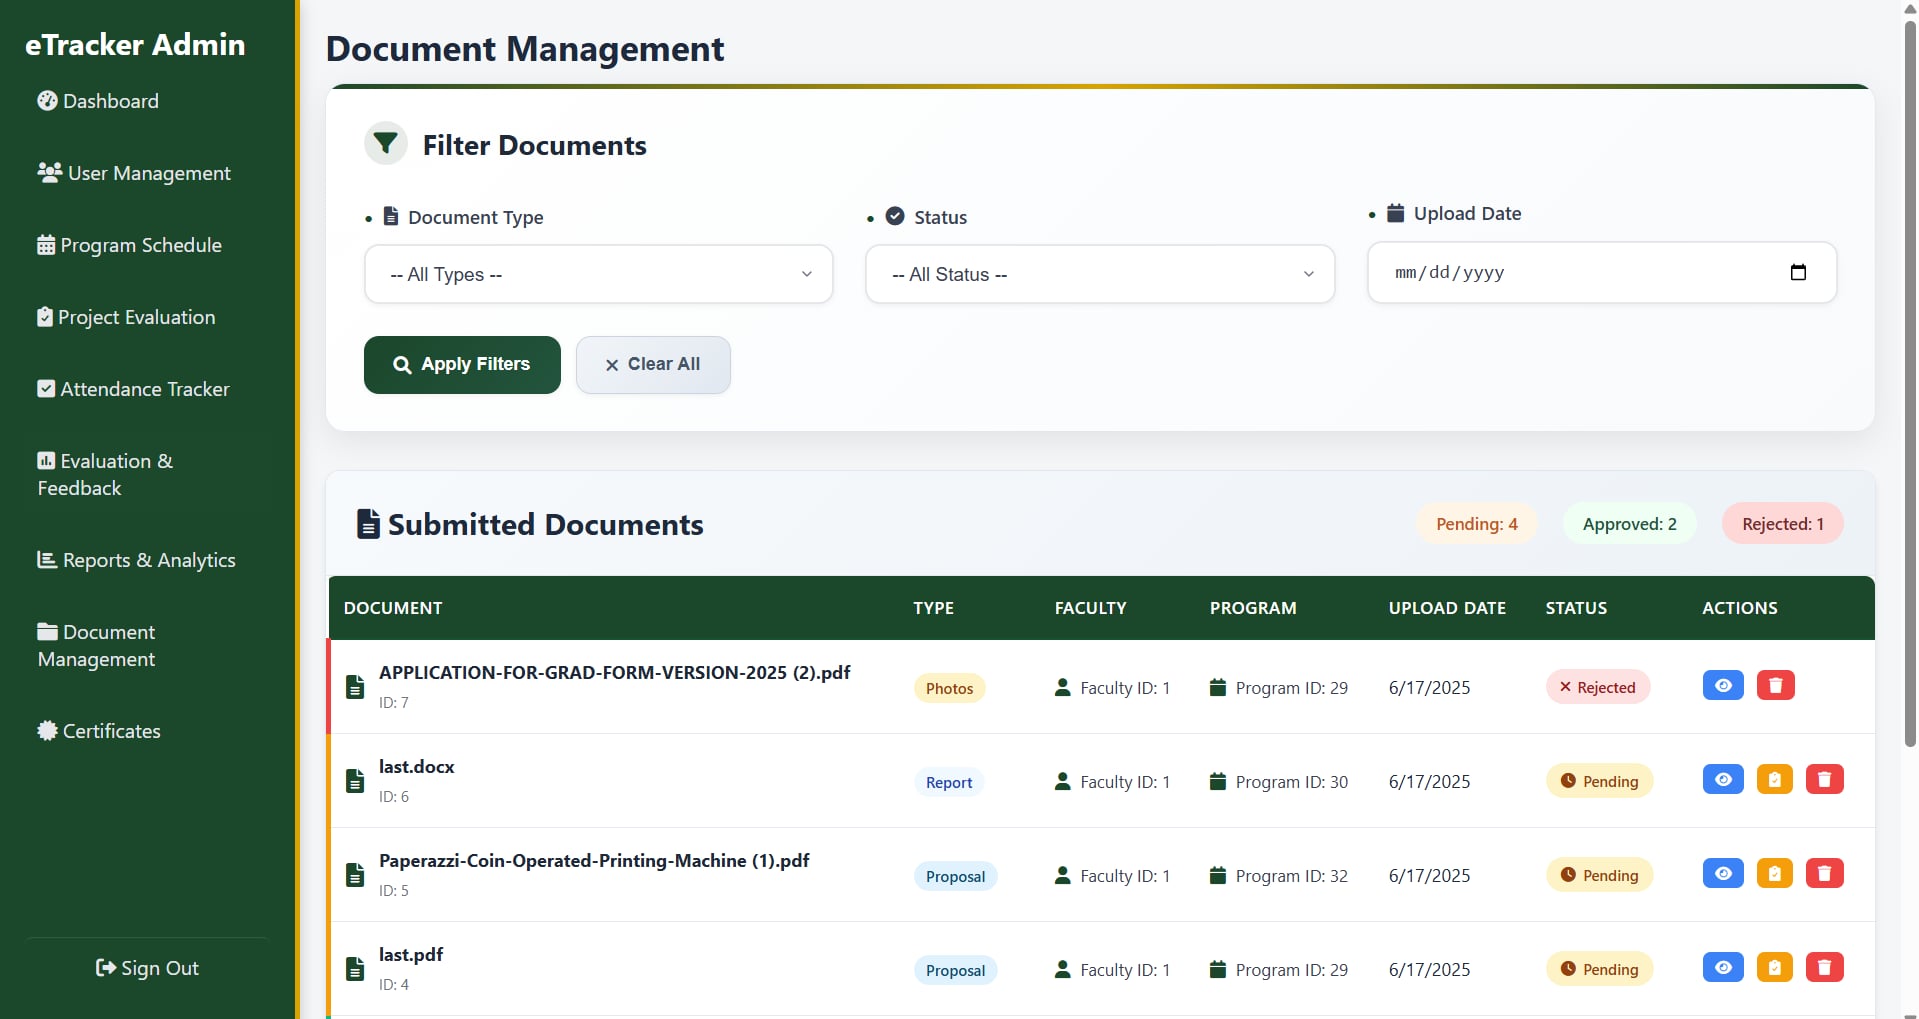 eTracker Admin
Dashboard
User Management
Program Schedule
Project Evaluation
Attendance Tracker
Evaluation &
Feedback
Reports & Analytics
Document
Management
Certificates
Sign Out
Document Management
Filter Documents
• Document Type
• Status
• Upload Date
-- All Types --
-- All Status --
mm/dd/yyyy
Apply Filters
Clear All
Submitted Documents
Pending: 4
Approved: 2
Rejected: 1
DOCUMENT TYPE FACULTY PROGRAM UPLOAD DATE STATUS ACTIONS
APPLICATION-FOR-GRAD-FORM-VERSION-2025 (2).pdf
ID: 7
Photos
Faculty ID: 1
Program ID: 29
6/17/2025
Rejected
last.docx
ID: 6
Report
Faculty ID: 1
Program ID: 30
6/17/2025
Pending
Paperazzi-Coin-Operated-Printing-Machine (1).pdf
ID: 5
Proposal
Faculty ID: 1
Program ID: 32
6/17/2025
Pending
last.pdf
ID: 4
Proposal
Faculty ID: 1
Program ID: 29
6/17/2025
Pending